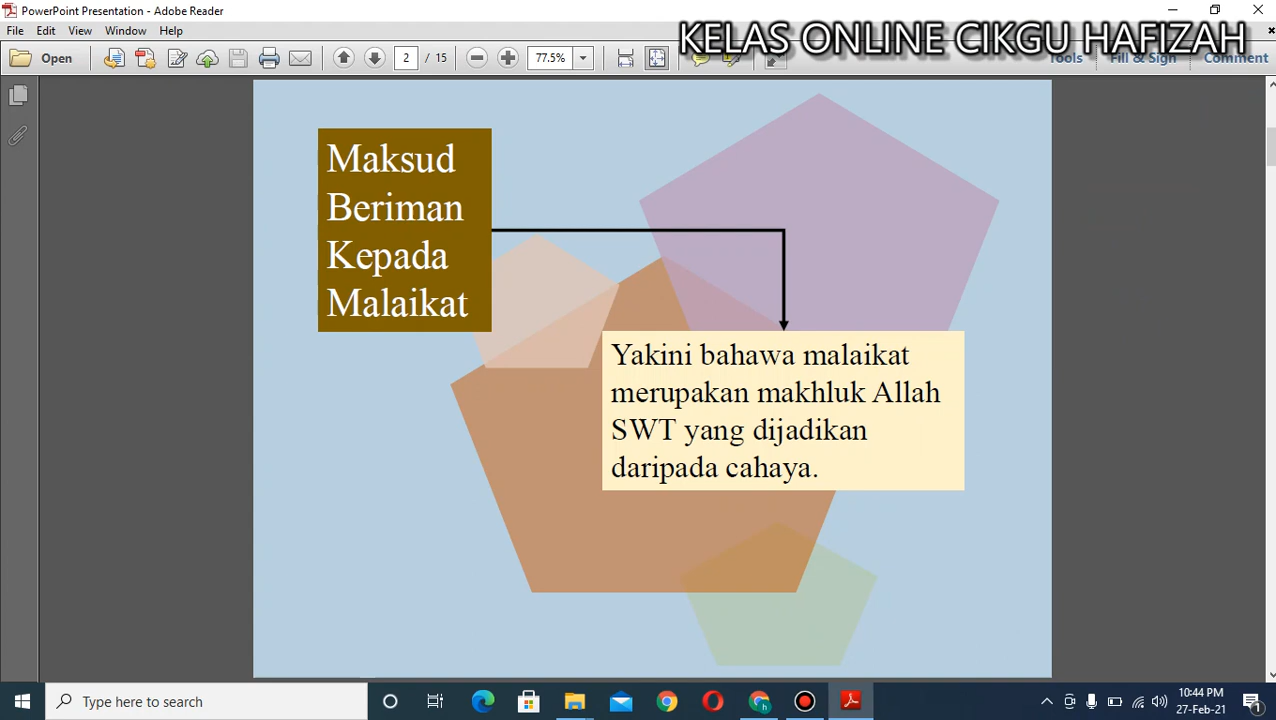 PowerPoint Presentation - Adobe Reader
File Edit View Window Help
KELAS ONLINE CIKGU HAFIZAH
Open 2 / 15 77.5% Tools Fill & Sign Comment
Maksud
Beriman
Kepada
Malaikat
Yakini bahawa malaikat
merupakan makhluk Allah
SWT yang dijadikan
daripada cahaya.
Type here to search
10:44 PM
27-Feb-21
1